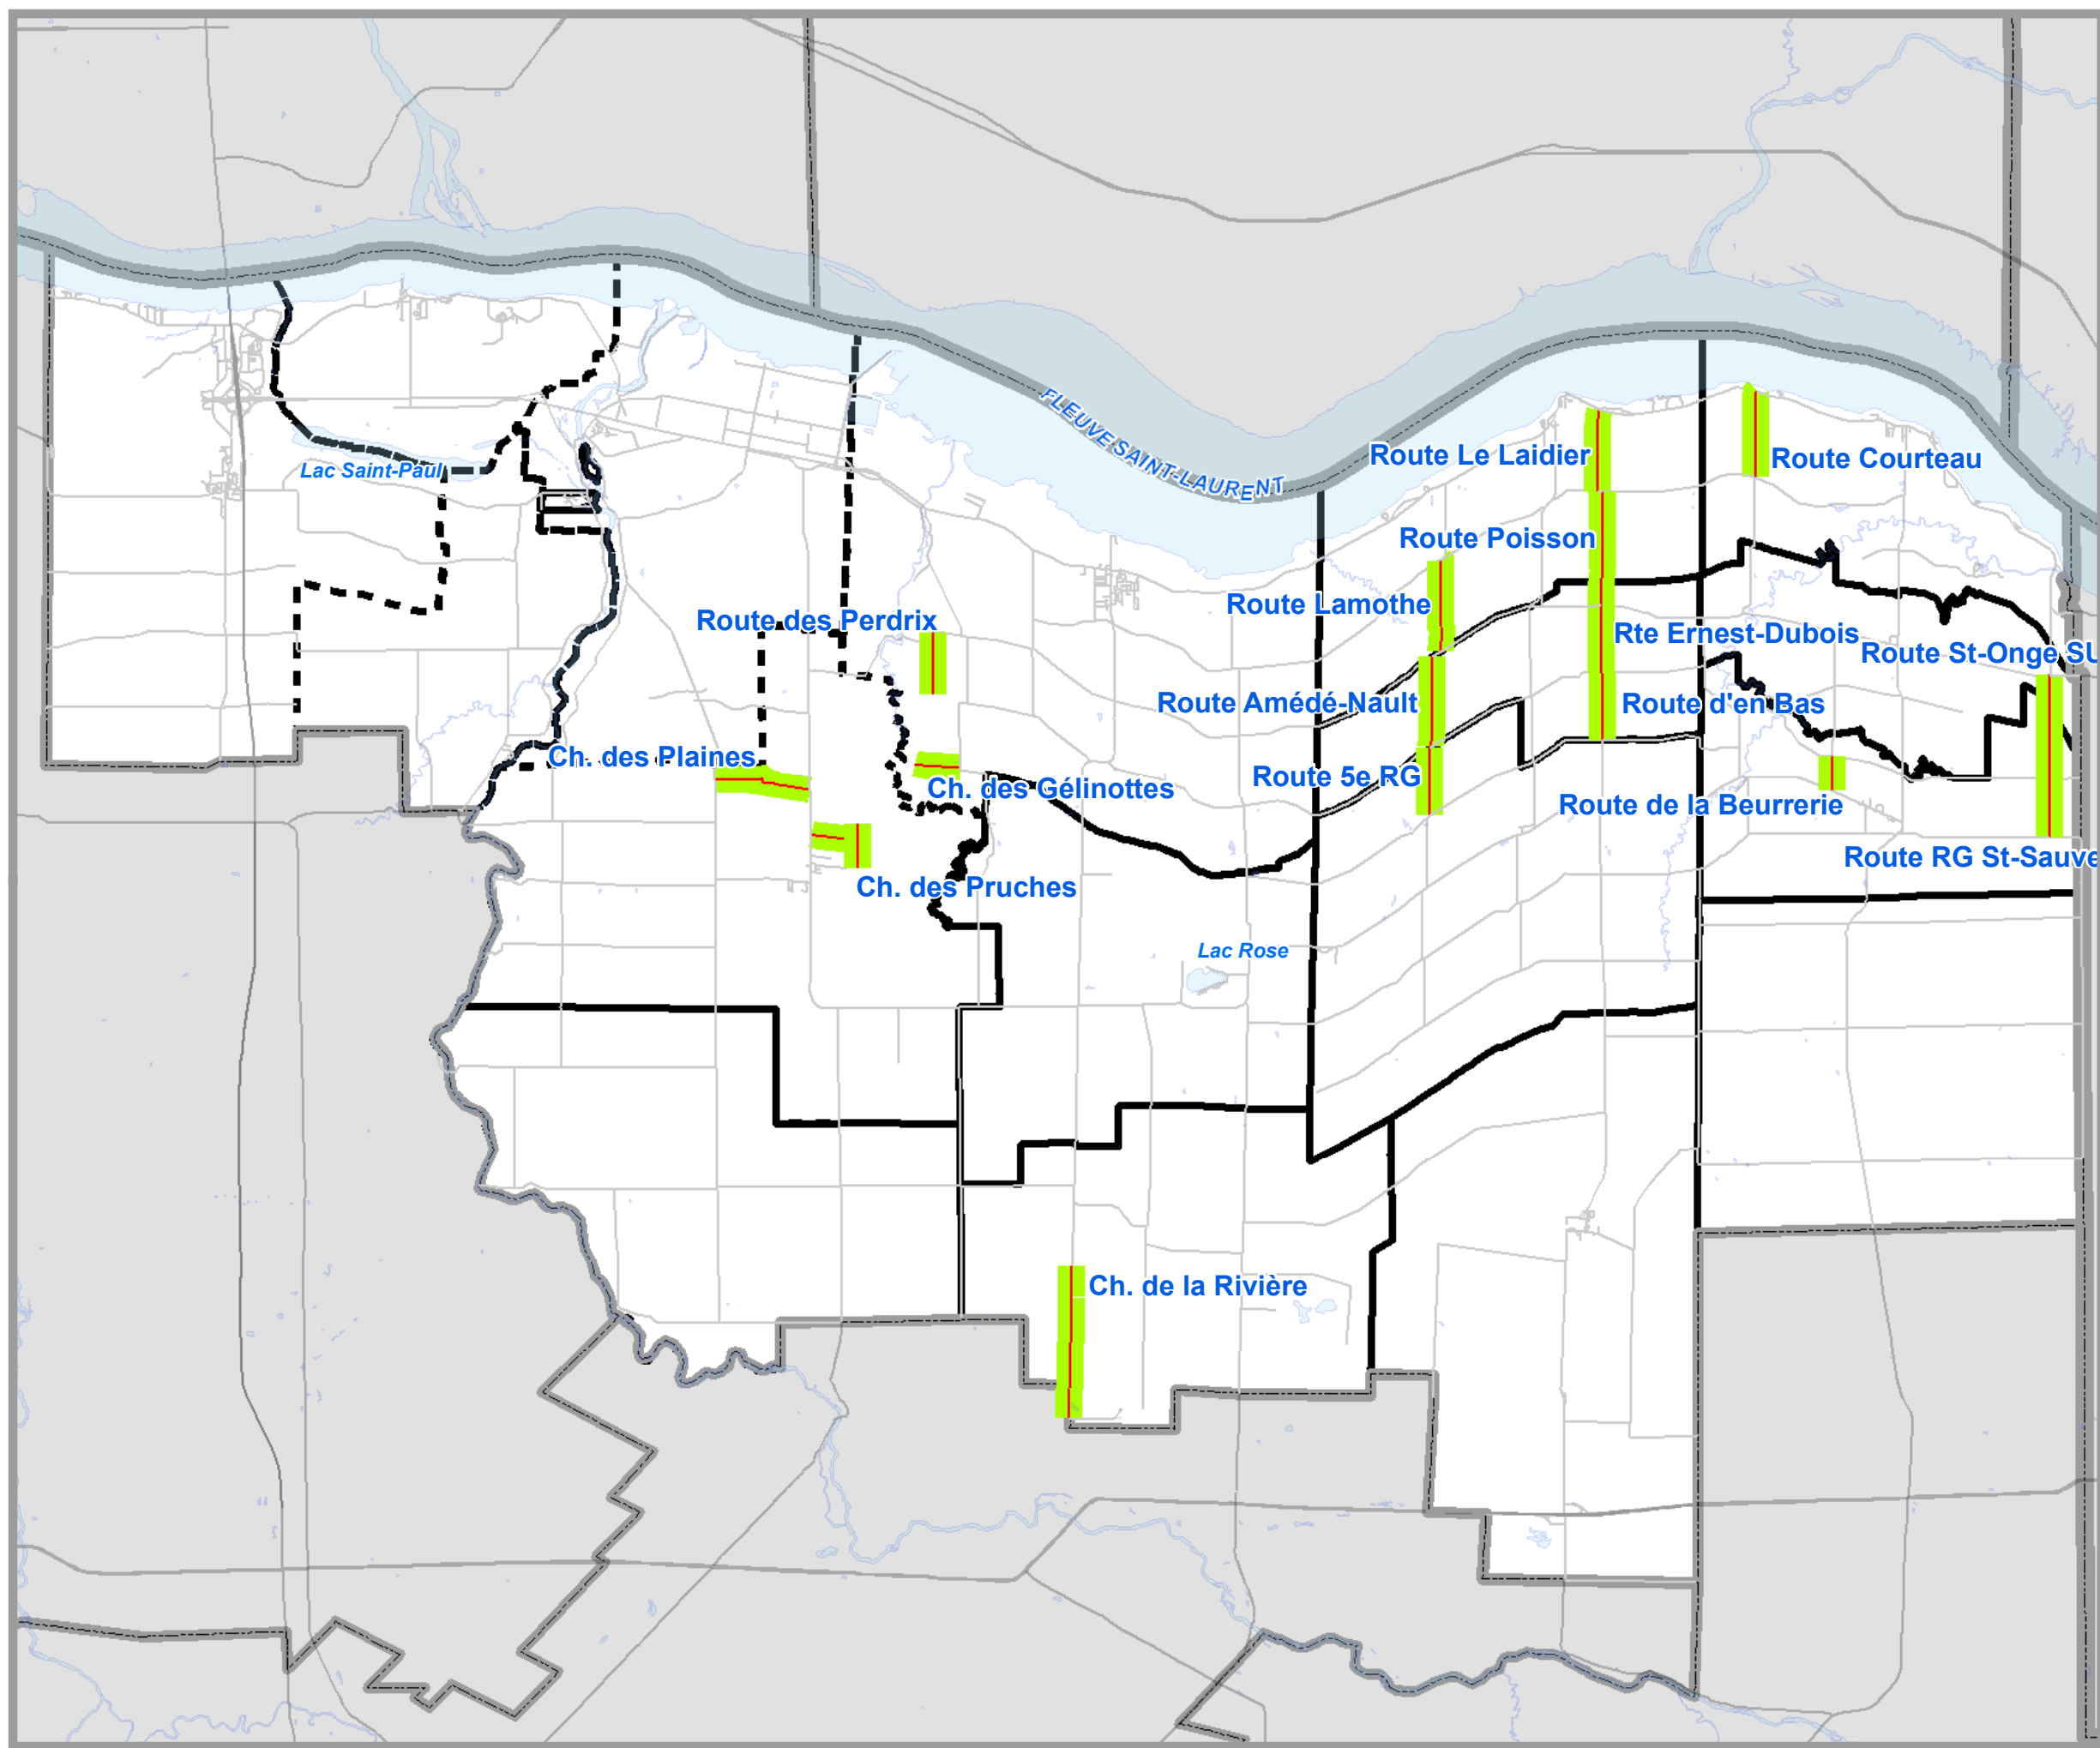 FLEUVE SAINT-LAURENT
Route Le Laidier
Route Courteau
Lac Saint-Paul
Route Poisson
Route Lamothe
Route des Perdrix
Rte Ernest-Dubois
Route St-Onge SU
Route Amédé-Nault
Route d'en Bas
Ch. des Plaines
Route 5e RG
Ch. des Gélinottes
Route de la Beurrerie
Route RG St-Sauve
Ch. des Pruches
Lac Rose
Ch. de la Rivière